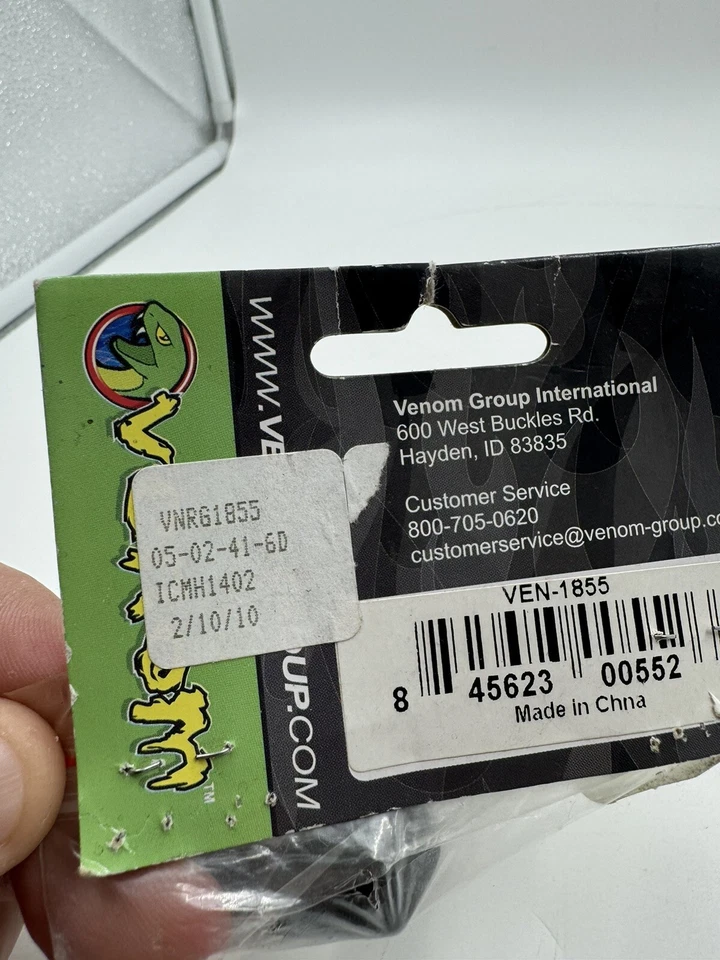 VENOM™
WWW.VE
OUP.COM
VNRG1855
05-02-41-6D
ICMH1402
2/10/10
Venom Group International
600 West Buckles Rd.
Hayden, ID 83835
Customer Service
800-705-0620
customerservice@venom-group.co
VEN-1855
8 45623 00552
Made in Chna